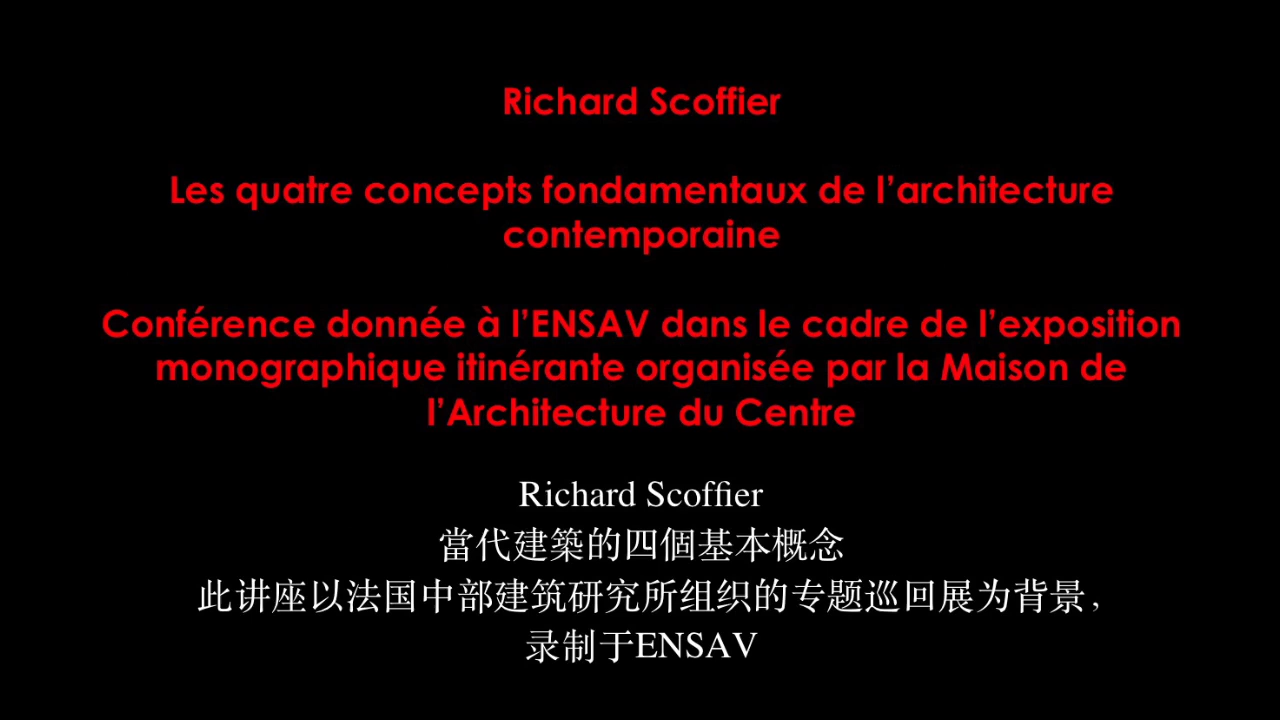 Richard Scoffier
Les quatre concepts fondamentaux de l’architecture
contemporaine
Conférence donnée à l’ENSAV dans le cadre de l’exposition
monographique itinérante organisée par la Maison de
l’Architecture du Centre
Richard Scoffier
當代建築的四個基本概念
此讲座以法国中部建筑研究所组织的专题巡回展为背景，
录制于ENSAV